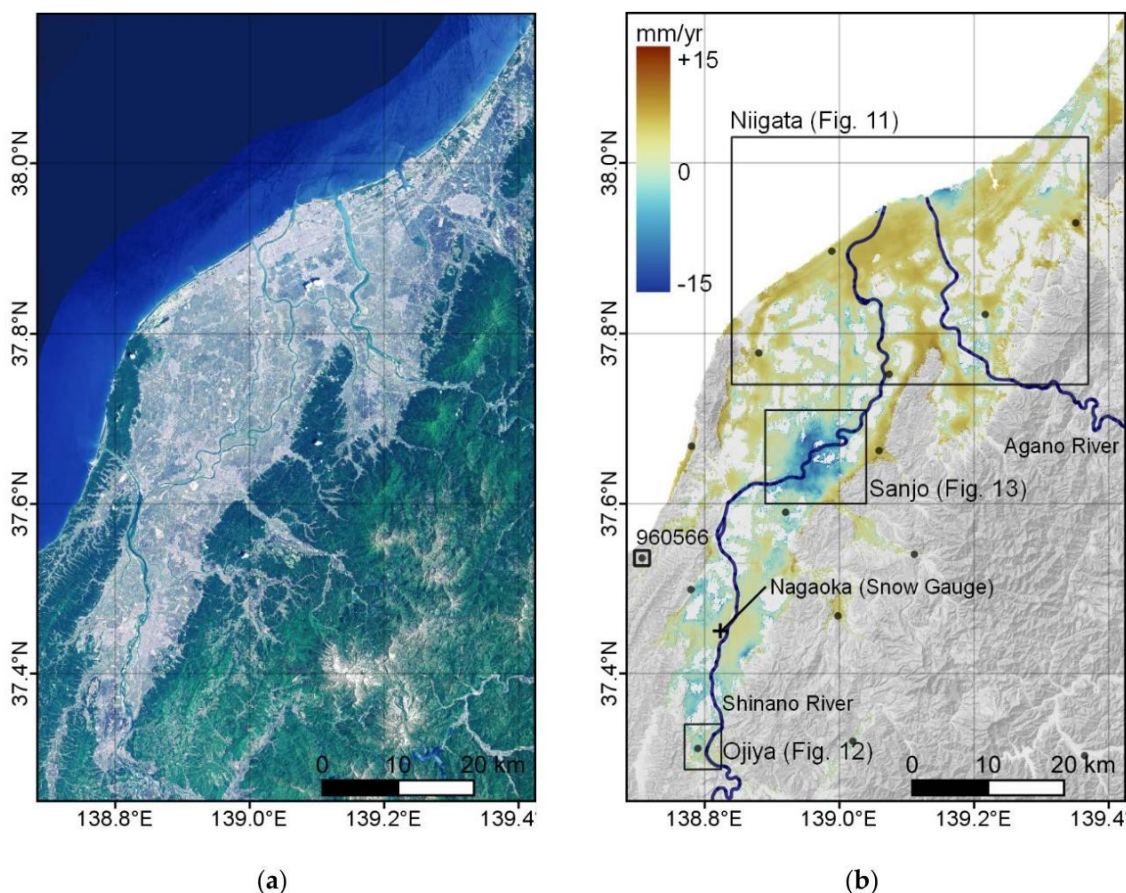 38.0°N
37.8°N
37.6°N
37.4°N
138.8°E
139.0°E
139.2°E
139.4°E
0
10
20 km
(a)
mm/yr
+15
0
-15
Niigata (Fig. 11)
Agano River
Sanjo (Fig. 13)
960566
Nagaoka (Snow Gauge)
Shinano River
Ojiya (Fig. 12)
0
10
20 km
38.0°N
37.8°N
37.6°N
37.4°N
138.8°E
139.0°E
139.2°E
139.4°E
(b)